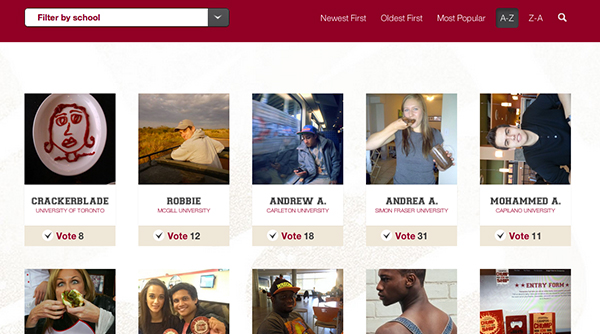 Filter by school
Newest First
Oldest First
Most Popular
A-Z
Z-A
CRACKERBLADE
UNIVERSITY OF TORONTO
Vote 8
ROBBIE
MCGILL UNIVERSITY
Vote 12
ANDREW A.
CARLETON UNIVERSITY
Vote 18
ANDREA A.
SIMON FRASER UNIVERSITY
Vote 31
MOHAMMED A.
CAPILANO UNIVERSITY
Vote 11
ENTRY FORM